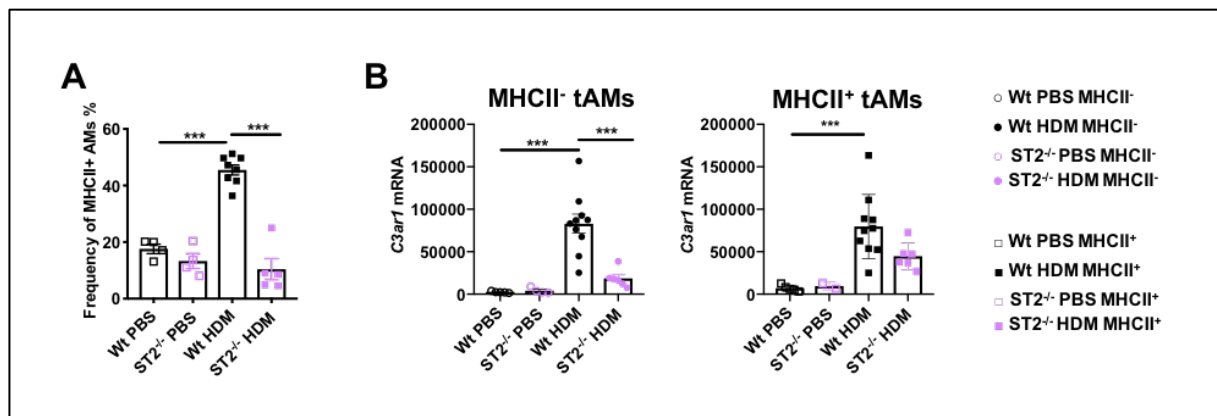 A
Frequency of MHCII+ AMs %
60
40
20
0
***
***
Wt PBS
ST2-/- PBS
Wt HDM
ST2-/- HDM
B
MHCII- tAMs
C3ar1 mRNA
200000
150000
100000
50000
0
***
***
Wt PBS
ST2-/- PBS
Wt HDM
ST2-/- HDM
MHCII+ tAMs
C3ar1 mRNA
200000
150000
100000
50000
0
***
Wt PBS
ST2-/- PBS
Wt HDM
ST2-/- HDM
Wt PBS MHCII-
Wt HDM MHCII-
ST2-/- PBS MHCII-
ST2-/- HDM MHCII-
Wt PBS MHCII+
Wt HDM MHCII+
ST2-/- PBS MHCII+
ST2-/- HDM MHCII+